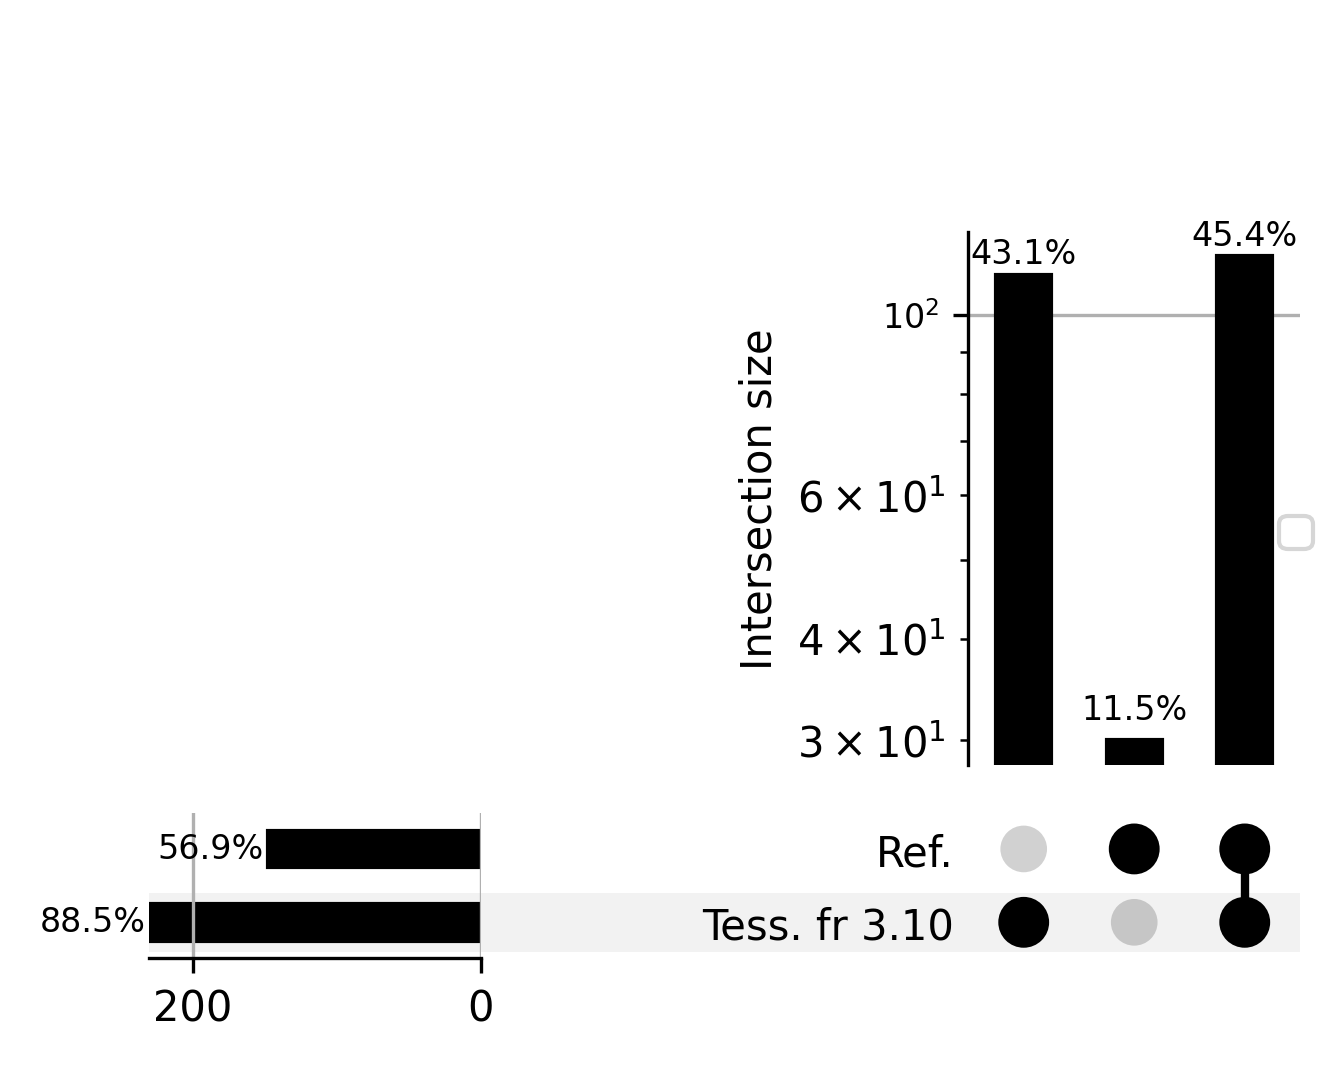 45.4%
43.1%
10²
Intersection size
6 × 10¹
4 × 10¹
11.5%
3 × 10¹
56.9%
Ref.
88.5%
Tess. fr 3.10
200 0